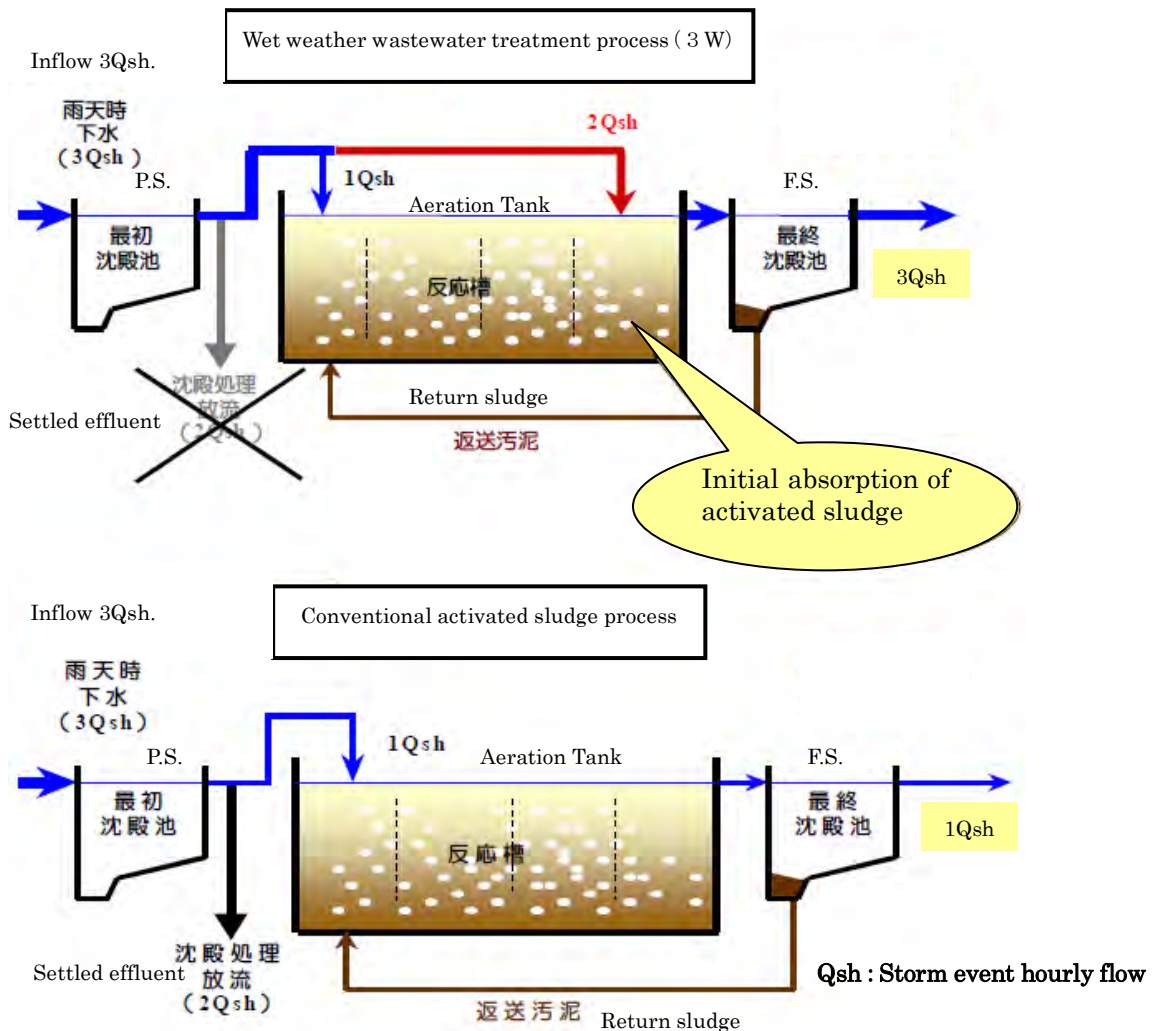 Wet weather wastewater treatment process ( 3 W)
Inflow 3Qsh.
雨天時
下水
(3Qsh)
2Qsh
P.S.
1Qsh
F.S.
Aeration Tank
最初
沈殿池
最終
沈殿池
反応槽
3Qsh
沈殿処理
放流
(2Qsh)
Settled effluent
Return sludge
返送汚泥
Initial absorption of
activated sludge
Inflow 3Qsh.
Conventional activated sludge process
雨天時
下水
(3Qsh)
P.S.
1Qsh
Aeration Tank
F.S.
最初
沈殿池
最終
沈殿池
1Qsh
反応槽
沈殿処理
放流
(2Qsh)
Settled effluent
Qsh : Storm event hourly flow
返送汚泥
Return sludge